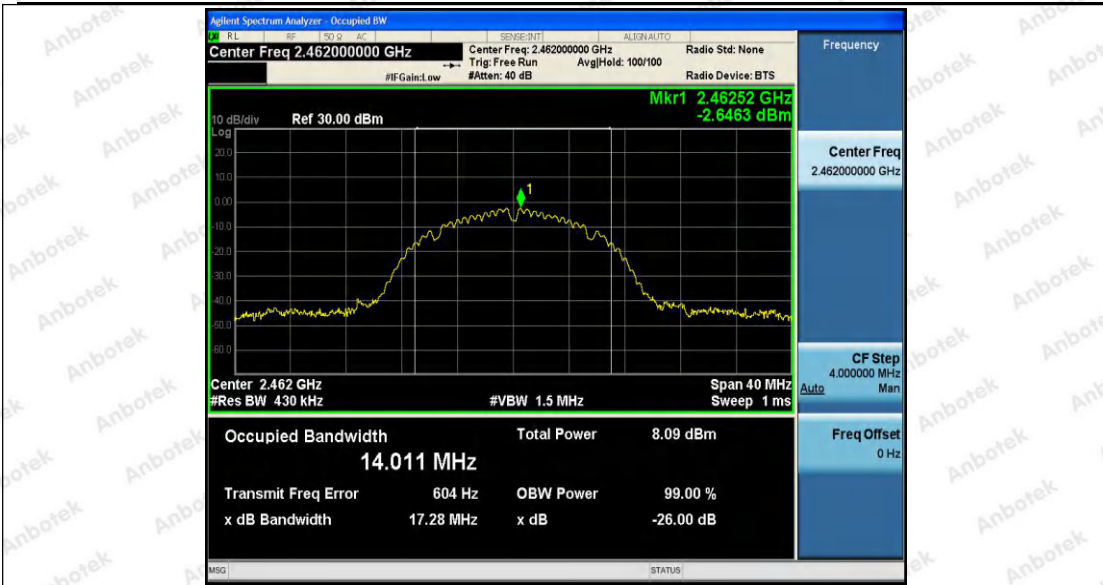 Agilent Spectrum Analyzer - Occupied BW
RL RF 50 Ω AC SENSE:INT ALIGNAUTO
Center Freq 2.462000000 GHz
Center Freq: 2.462000000 GHz Radio Std: None
Trig: Free Run Avg|Hold: 100/100
#IFGain:Low #Atten: 40 dB Radio Device: BTS
Mkr1 2.46252 GHz
10 dB/div Ref 30.00 dBm -2.6463 dBm
Log
20.0
10.0
0.00
1
-10.0
-20.0
-30.0
-40.0
-50.0
-60.0
Center 2.462 GHz Span 40 MHz
#Res BW 430 kHz #VBW 1.5 MHz Sweep 1 ms
Occupied Bandwidth Total Power 8.09 dBm
14.011 MHz
Transmit Freq Error 604 Hz OBW Power 99.00 %
x dB Bandwidth 17.28 MHz x dB -26.00 dB
MSG STATUS
Frequency
Center Freq
2.462000000 GHz
CF Step
4.000000 MHz
Auto Man
Freq Offset
0 Hz
Anbotek